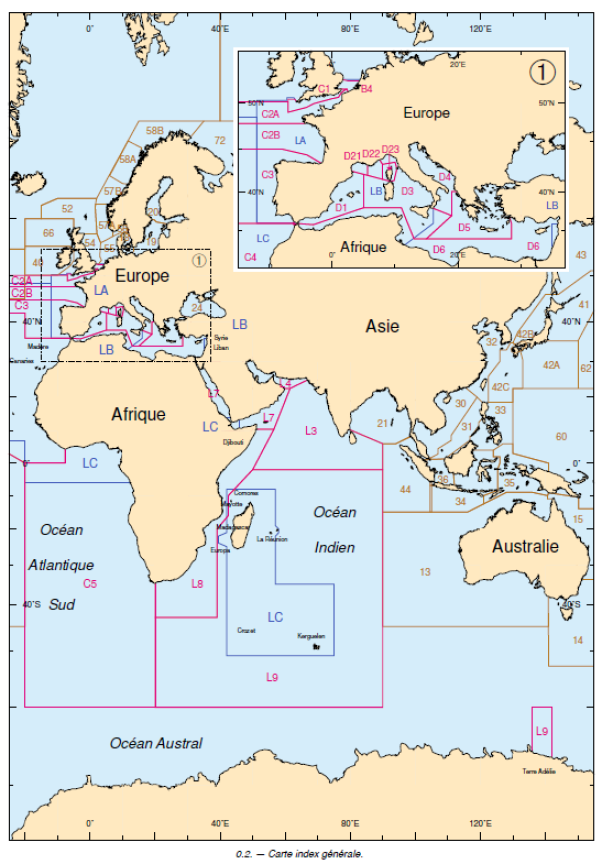 0°
40°E
80°E
120°E
20°E
①
C1
B4
50°N
C2A
Europe
C2B
LA
D23
D21
D22
C3
D4
40°N
LB
D3
LB
40°N
D1
D5
LC
Afrique
D6
D6
C4
0°
20°E
58B
72
58A
57B
52
20
66
54
19
①
43
Europe
C2A
C2B
LA
C3
24
41
40°N
LB
Asie
32
42B
40°N
Madère
LB
Syrie
Liban
Canaries
42A
62
L4
42C
L7
30
33
Afrique
L7
LC
L3
21
31
60
Djibouti
0°
LC
0°
36
35
44
34
Comores
Mayotte
Océan
Océan
15
Madagascar
La Réunion
Indien
Australie
Europa
Atlantique
13
C5
L8
40°S
Sud
40°S
LC
Crozet
Kerguelen
14
L9
L9
Océan Austral
Terre Adélie
0°
40°E
80°E
120°E
0.2. — Carte index générale.